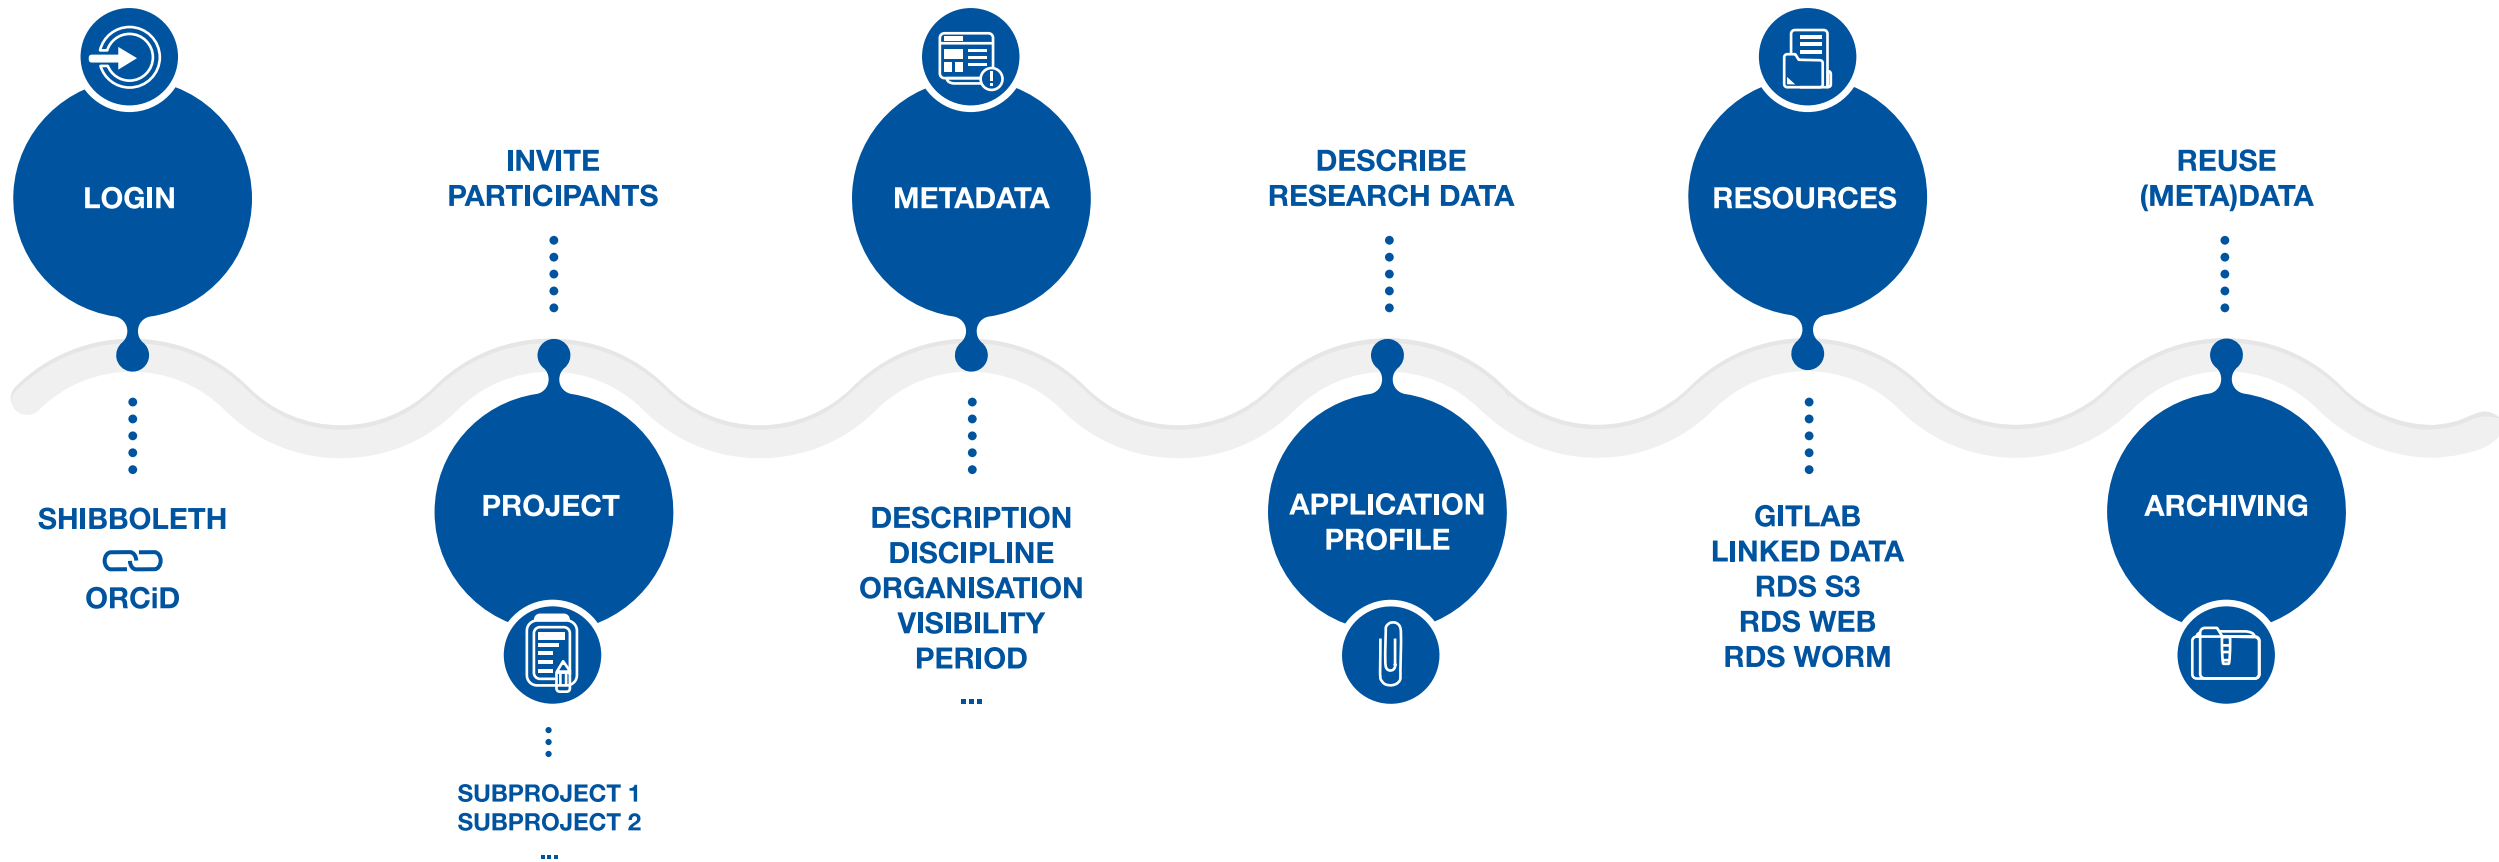 LOGIN
SHIBBOLETH
ORCiD
INVITE
PARTICIPANTS
PROJECT
SUBPROJECT 1
SUBPROJECT 2
...
METADATA
DESCRIPTION
DISCIPLINE
ORGANISATION
VISIBILITY
PERIOD
...
DESCRIBE
RESEARCH DATA
APPLICATION
PROFILE
RESOURCES
GITLAB
LINKED DATA
RDS S3
RDS WEB
RDS WORM
REUSE
(META)DATA
ARCHIVING